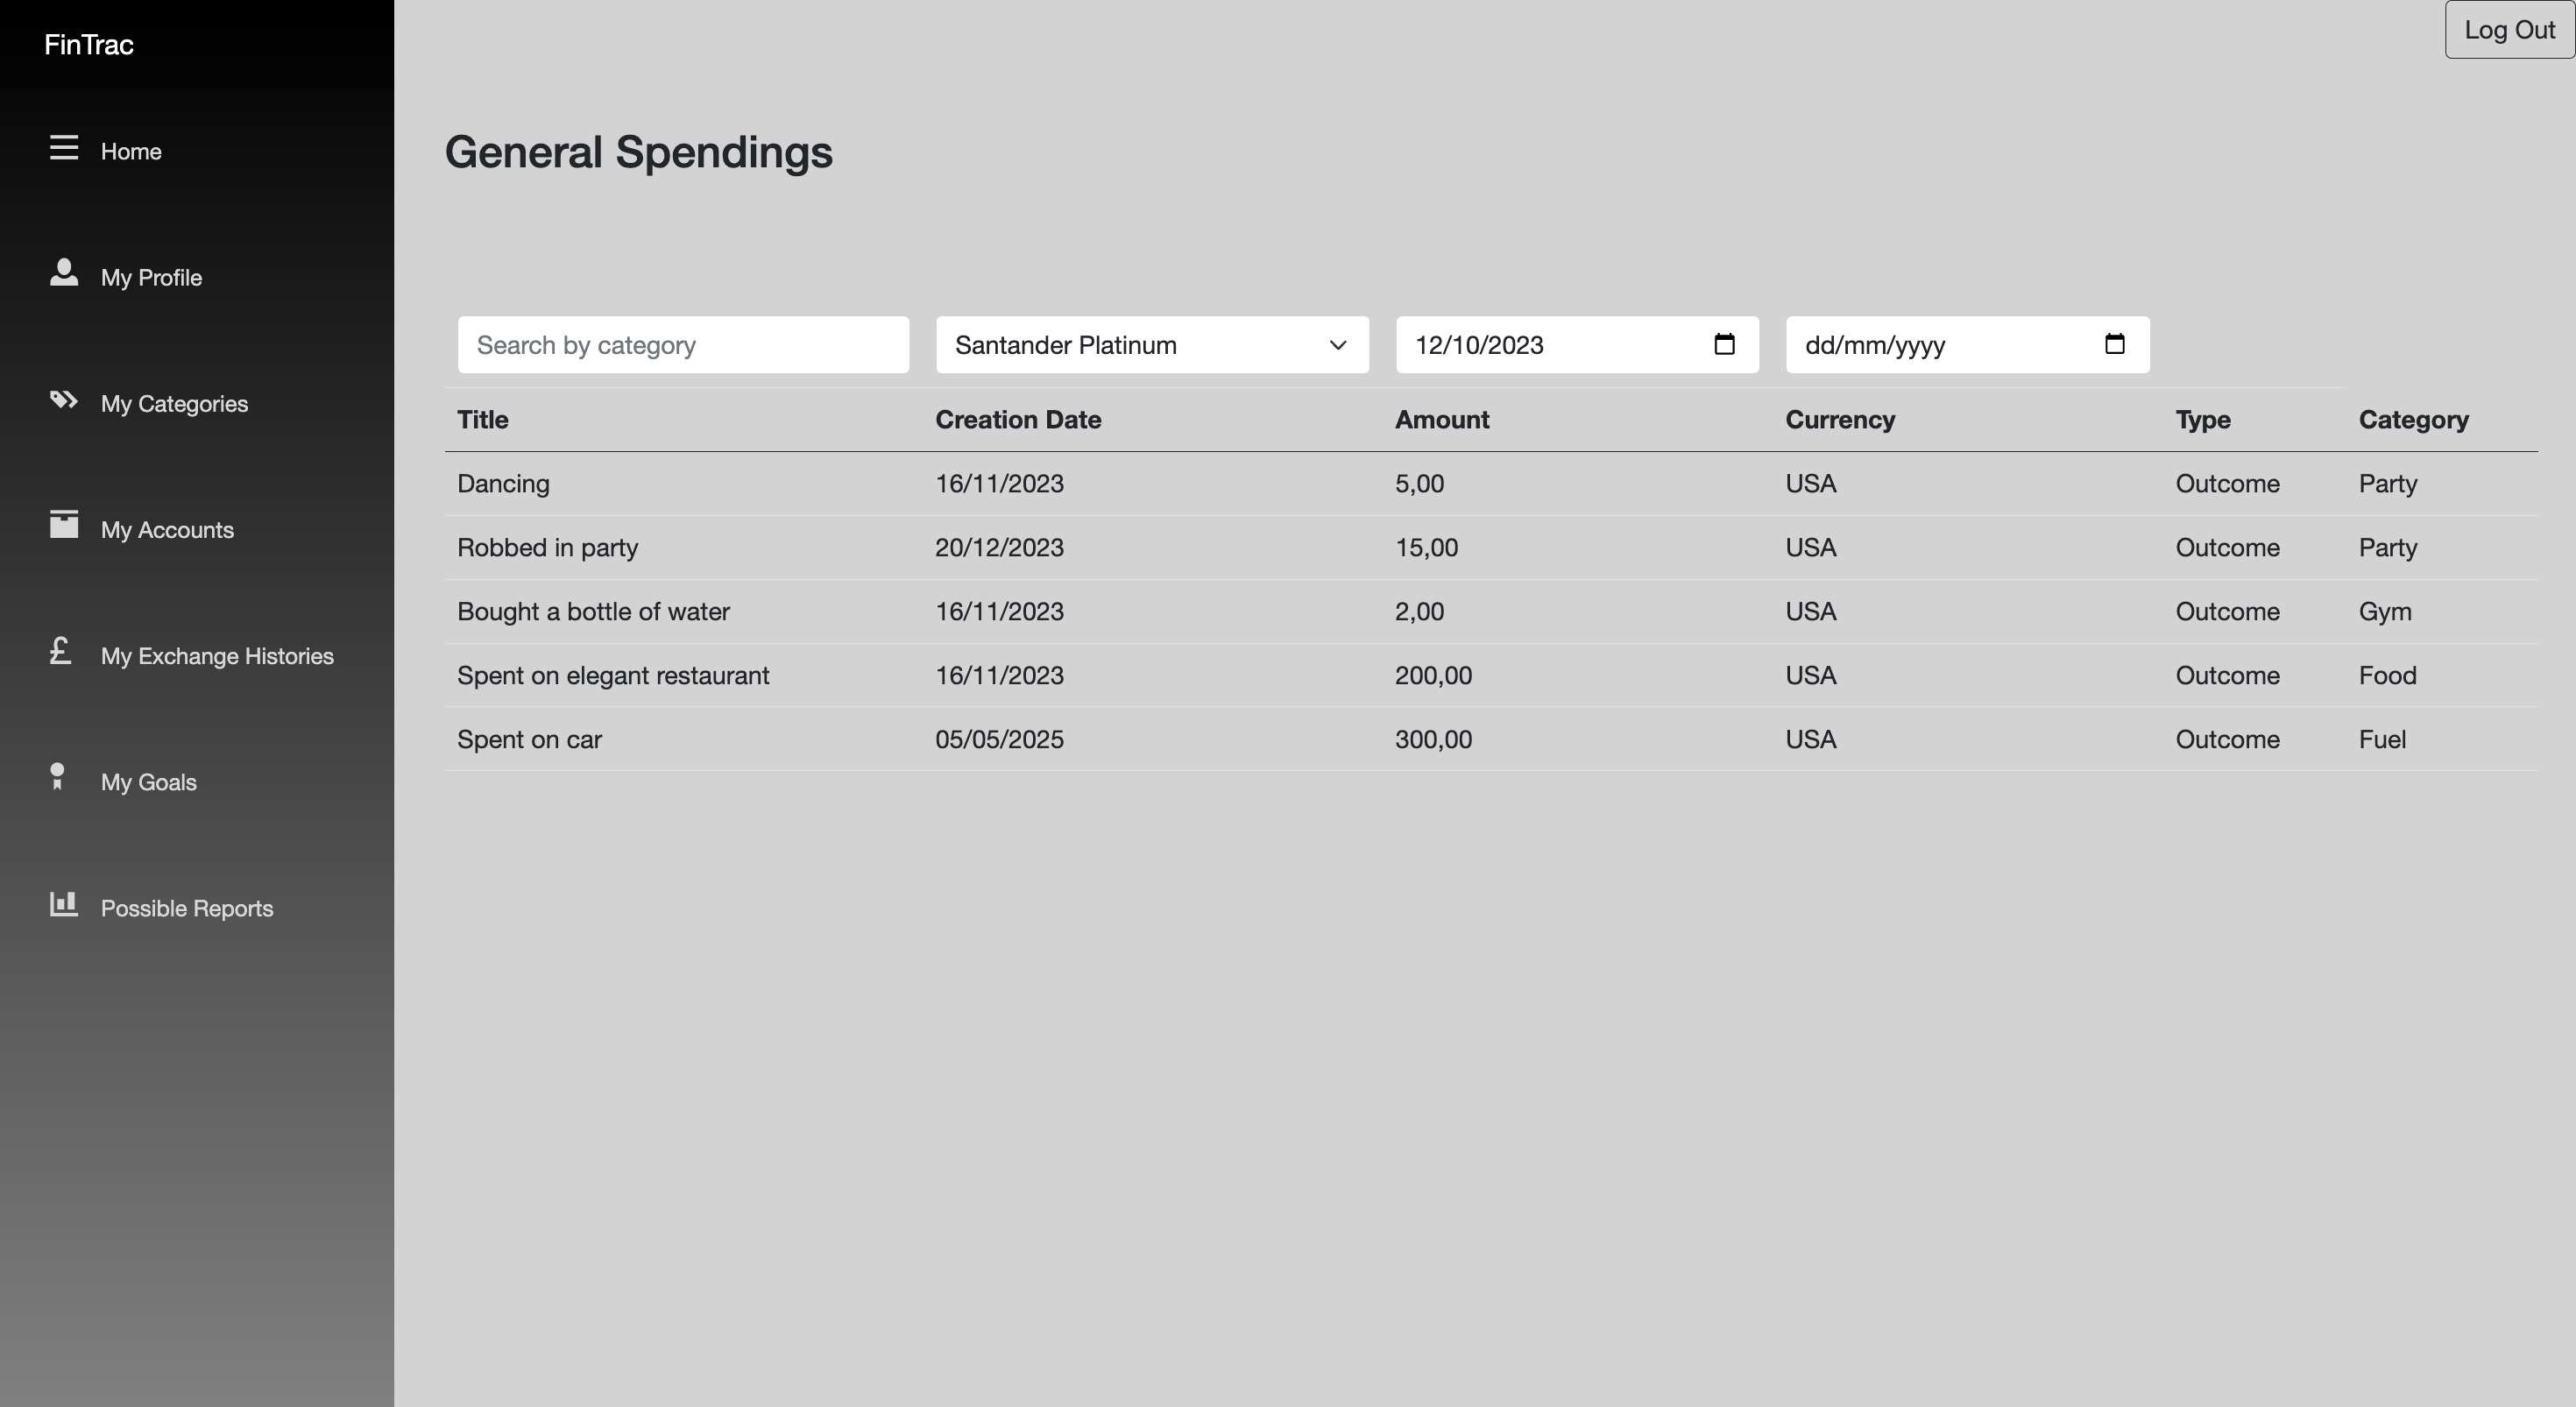 FinTrac
Log Out
Home
My Profile
My Categories
My Accounts
My Exchange Histories
My Goals
Possible Reports
General Spendings
Search by category Santander Platinum 12/10/2023 dd/mm/yyyy
Title Creation Date Amount Currency Type Category
Dancing 16/11/2023 5,00 USA Outcome Party
Robbed in party 20/12/2023 15,00 USA Outcome Party
Bought a bottle of water 16/11/2023 2,00 USA Outcome Gym
Spent on elegant restaurant 16/11/2023 200,00 USA Outcome Food
Spent on car 05/05/2025 300,00 USA Outcome Fuel